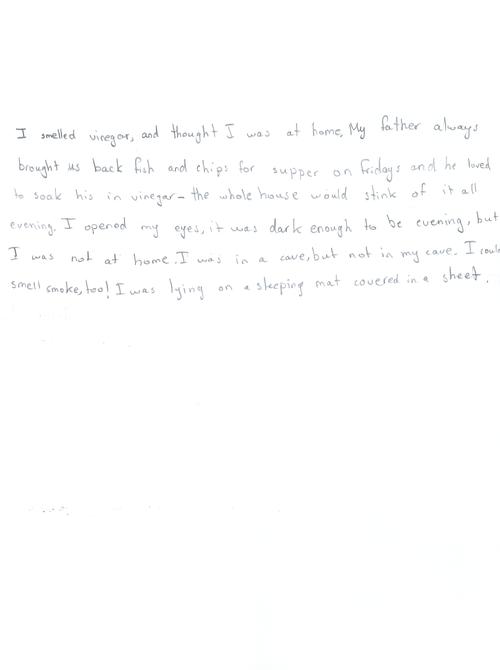 I smelled vinegar, and thought I was at home, My father always
brought us back fish and chips for supper on fridays and he loved
to soak his in vinegar - the whole house would stink of it all
evening. I opened my eyes, it was dark enough to be evening, but
I was not at home. I was in a cave, but not in my cave. I could
smell smoke, too! I was lying on a sleeping mat covered in a sheet.